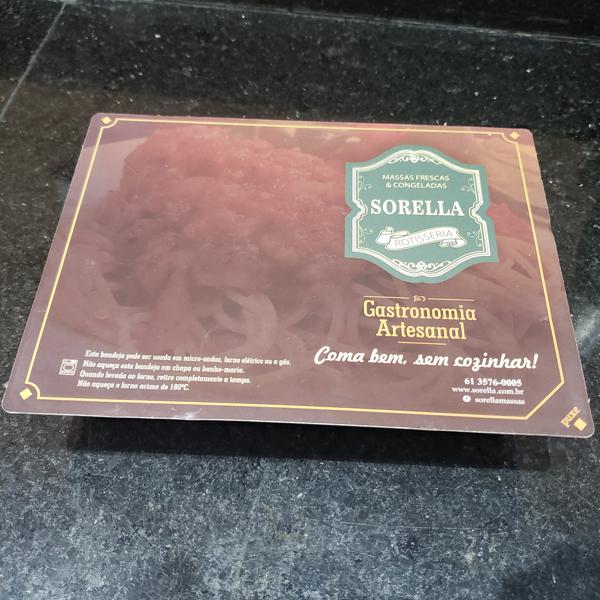 MASSAS FRESCAS
& CONGELADAS
SORELLA
ROTISSERIA
Gastronomia
Artesanal
Coma bem, sem cozinhar!
61 3576-0005
www.sorella.com.br
sorellamassas
Esta bandeja pode ser usada em micro-ondas, forno elétrico ou a gás.
Não aqueça esta bandeja em chapa ou banho-maria.
Quando levada ao forno, retire completamente a tampa.
Não aqueça o forno acima de 180°C.
puxe